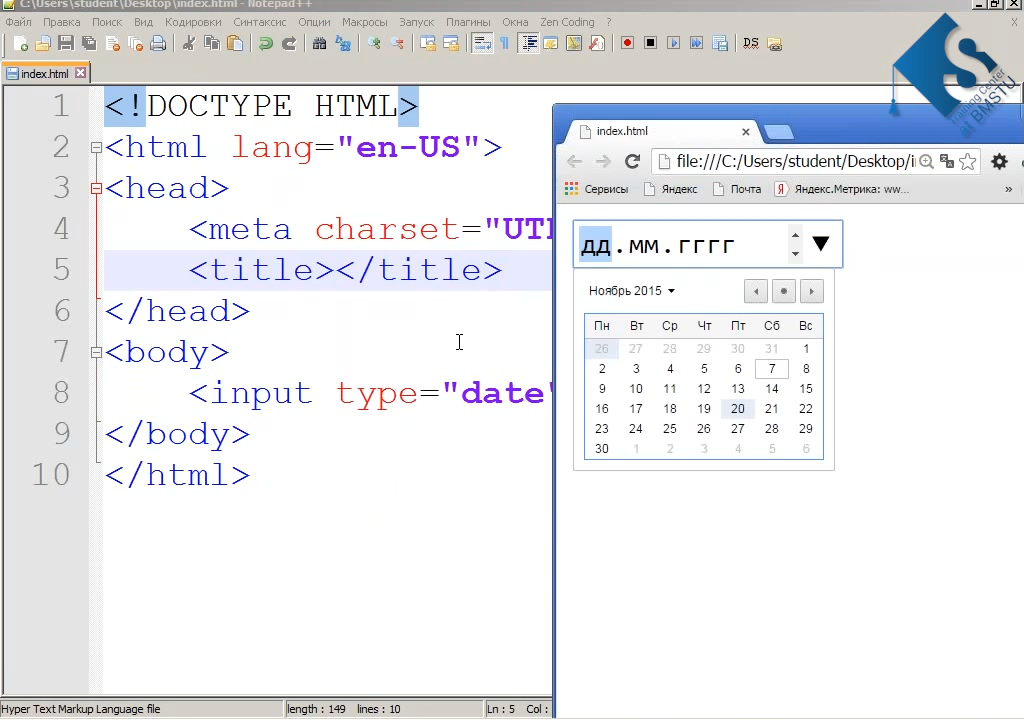 C:\Users\student\Desktop\index.html - Notepad++
Файл Правка Поиск Вид Кодировки Синтаксис Опции Макросы Запуск Плагины Окна Zen Coding ? X
DS
index.html
1 <!DOCTYPE HTML>
2 <html lang="en-US">
3 <head>
4 <meta charset="UT
5 <title></title>
6 </head>
7 <body>
8 <input type="date"
9 </body>
10 </html>
Hyper Text Markup Language file length : 149 lines : 10 Ln : 5 Col :
Training Center
at BMSTU
index.html
file:///C:/Users/student/Desktop/i
Сервисы Яндекс Почта Яндекс.Метрика: ww... »
дд.мм.гггг
Ноябрь 2015
Пн Вт Ср Чт Пт Сб Вс
26 27 28 29 30 31 1
2 3 4 5 6 7 8
9 10 11 12 13 14 15
16 17 18 19 20 21 22
23 24 25 26 27 28 29
30 1 2 3 4 5 6